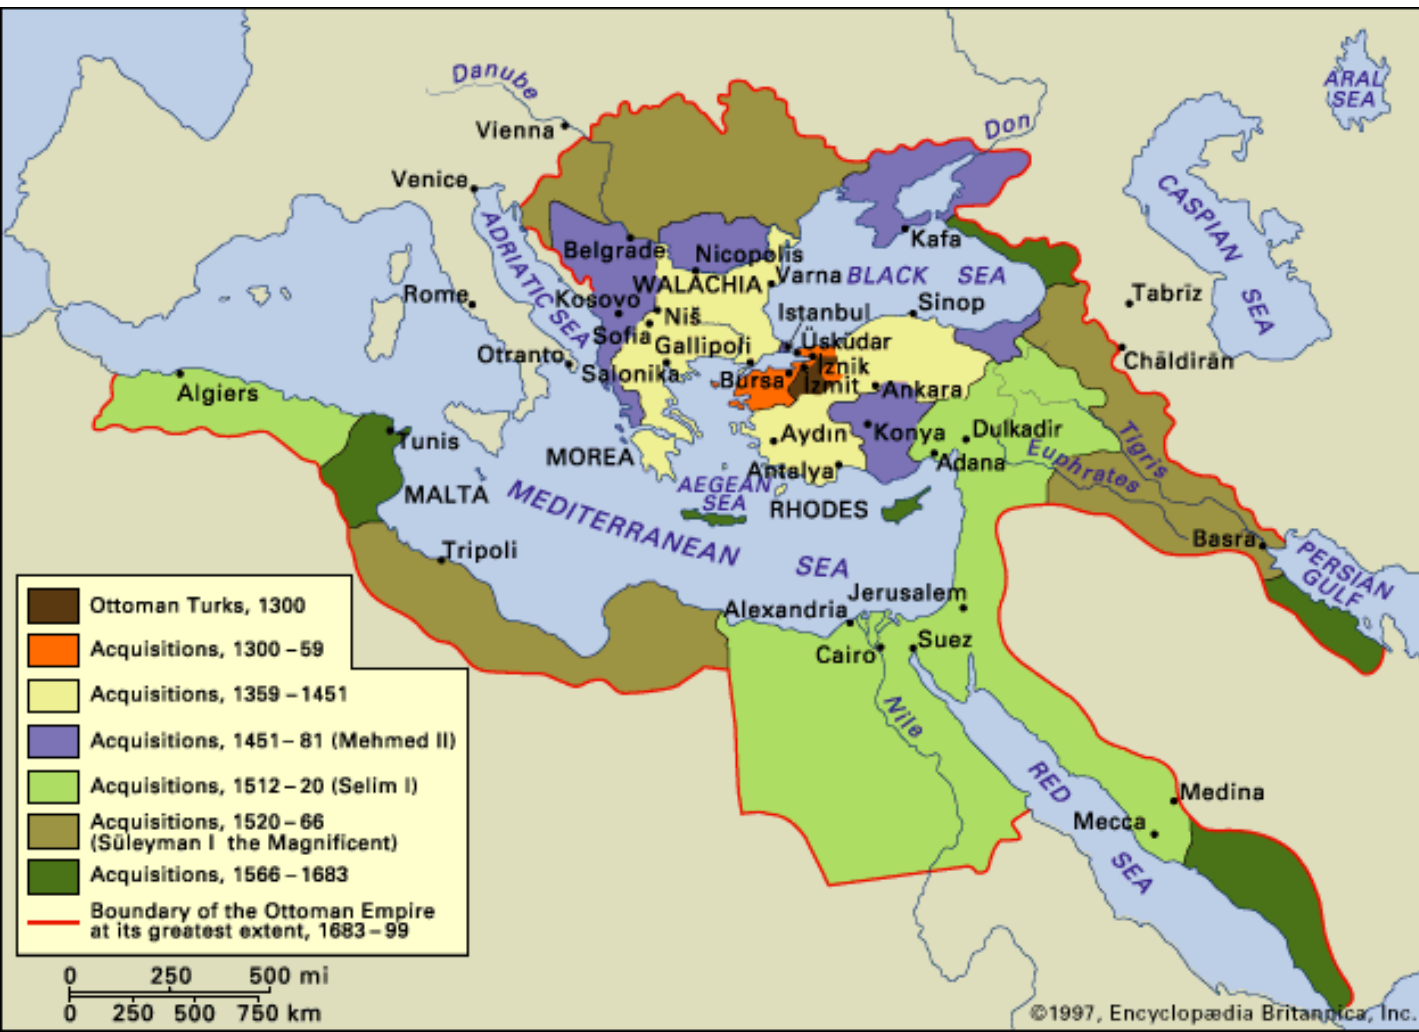 Danube
Don
ARAL
SEA
Vienna
Venice
CASPIAN
SEA
ADRIATIC SEA
Belgrade
Nicopolis
Kafa
WALACHIA
Varna
BLACK SEA
Rome
Kosovo
Niš
Istanbul
Sinop
Tabrīz
Sofia
Üsküdar
Otranto
Gallipoli
Chāldirān
Salonika
Bursa
İznik
İzmit
Ankara
Algiers
Tunis
Aydın
Konya
Dulkadir
Tigris
MOREA
Antalya
Adana
Euphrates
MALTA
AEGEAN
SEA
RHODES
MEDITERRANEAN SEA
Tripoli
Basra
PERSIAN
GULF
Jerusalem
Alexandria
Cairo
Suez
Nile
RED SEA
Medina
Mecca
Ottoman Turks, 1300
Acquisitions, 1300–59
Acquisitions, 1359–1451
Acquisitions, 1451–81 (Mehmed II)
Acquisitions, 1512–20 (Selim I)
Acquisitions, 1520–66
(Süleyman I the Magnificent)
Acquisitions, 1566–1683
Boundary of the Ottoman Empire
at its greatest extent, 1683–99
0 250 500 mi
0 250 500 750 km
©1997, Encyclopædia Britannica, Inc.